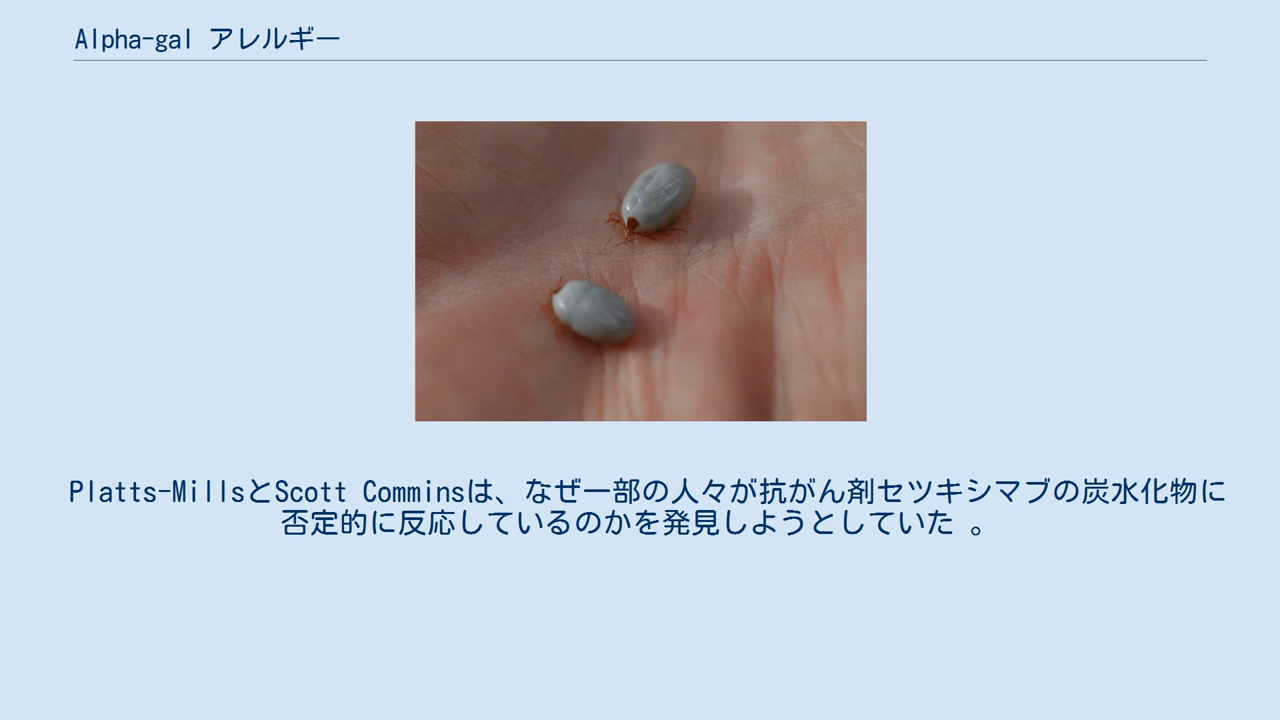 Alpha-gal アレルギー
Platts-MillsとScott Comminsは、なぜ一部の人々が抗がん剤セツキシマブの炭水化物に
否定的に反応しているのかを発見しようとしていた 。